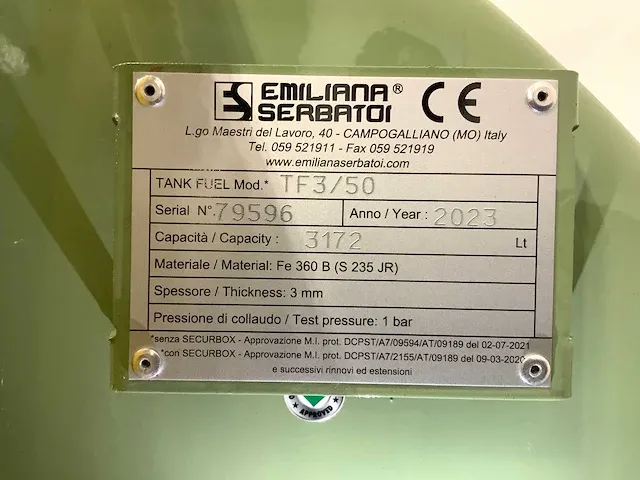 EMILIANA®
SERBATOI
CE
L.go Maestri del Lavoro, 40 - CAMPOGALLIANO (MO) Italy
Tel. 059 521911 - Fax 059 521919
www.emilianaserbatoi.com
TANK FUEL Mod.* TF3/50
Serial N°. 79596 Anno / Year : 2023
Capacità / Capacity : 3172 Lt
Materiale / Material: Fe 360 B (S 235 JR)
Spessore / Thickness: 3 mm
Pressione di collaudo / Test pressure: 1 bar
*senza SECURBOX - Approvazione M.I. prot. DCPST/A7/09594/AT/09189 del 02-07-2021
*con SECURBOX - Approvazione M.I. prot. DCPST/A7/2155/AT/09189 del 09-03-2020
e successivi rinnovi ed estensioni
APPROVED